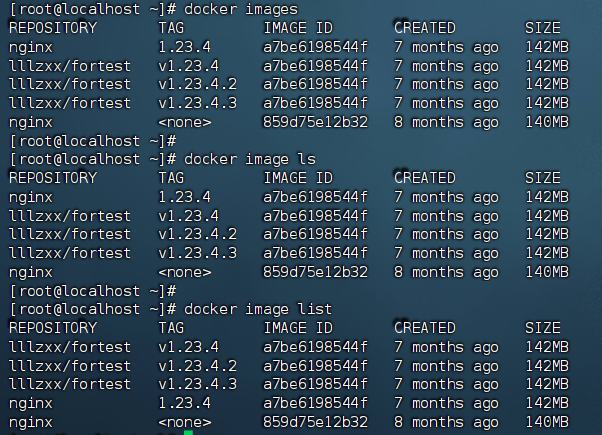 [root@localhost ~]# docker images
REPOSITORY TAG IMAGE ID CREATED SIZE
nginx 1.23.4 a7be6198544f 7 months ago 142MB
lllzxx/fortest v1.23.4 a7be6198544f 7 months ago 142MB
lllzxx/fortest v1.23.4.2 a7be6198544f 7 months ago 142MB
lllzxx/fortest v1.23.4.3 a7be6198544f 7 months ago 142MB
nginx <none> 859d75e12b32 8 months ago 140MB
[root@localhost ~]#
[root@localhost ~]# docker image ls
REPOSITORY TAG IMAGE ID CREATED SIZE
nginx 1.23.4 a7be6198544f 7 months ago 142MB
lllzxx/fortest v1.23.4 a7be6198544f 7 months ago 142MB
lllzxx/fortest v1.23.4.2 a7be6198544f 7 months ago 142MB
lllzxx/fortest v1.23.4.3 a7be6198544f 7 months ago 142MB
nginx <none> 859d75e12b32 8 months ago 140MB
[root@localhost ~]#
[root@localhost ~]# docker image list
REPOSITORY TAG IMAGE ID CREATED SIZE
lllzxx/fortest v1.23.4 a7be6198544f 7 months ago 142MB
lllzxx/fortest v1.23.4.2 a7be6198544f 7 months ago 142MB
lllzxx/fortest v1.23.4.3 a7be6198544f 7 months ago 142MB
nginx 1.23.4 a7be6198544f 7 months ago 142MB
nginx <none> 859d75e12b32 8 months ago 140MB